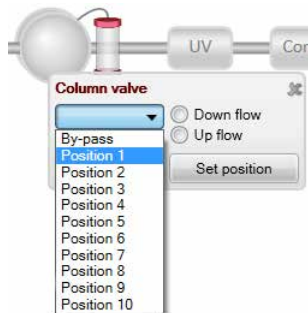 UV
Con
Column valve
Down flow
Up flow
Set position
By-pass
Position 1
Position 2
Position 3
Position 4
Position 5
Position 6
Position 7
Position 8
Position 9
Position 10